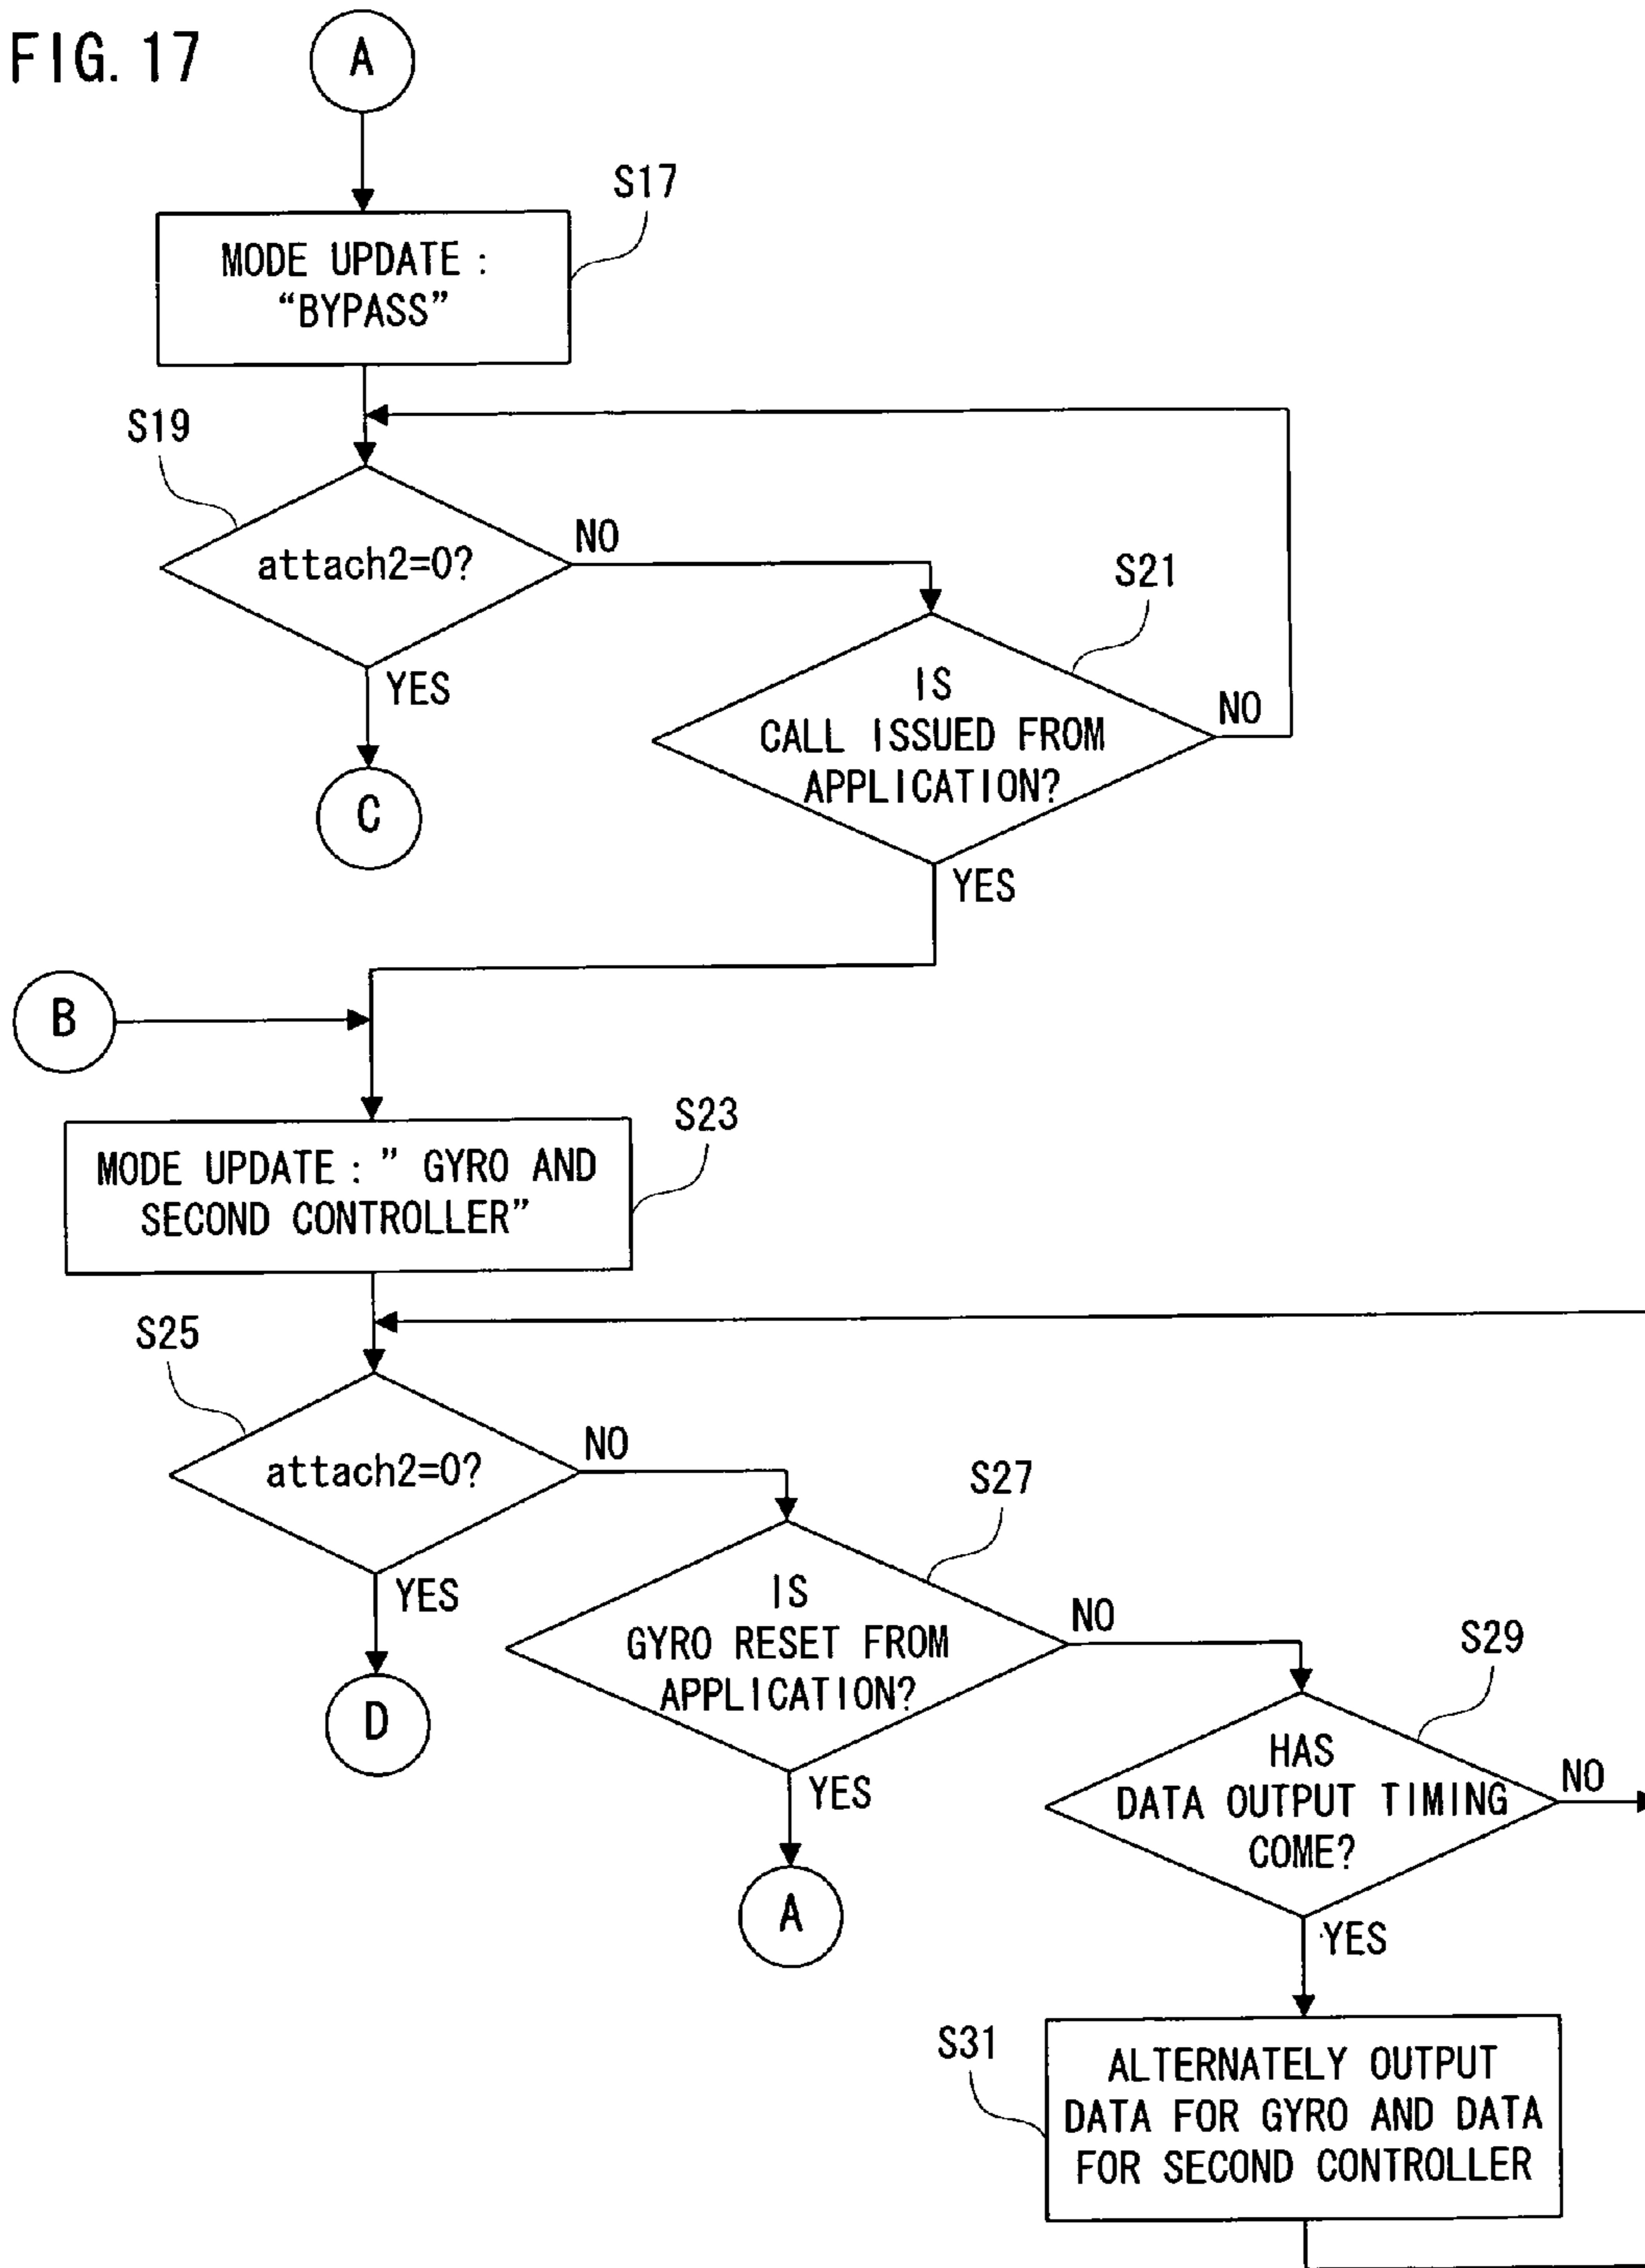 FIG. 17
A
S17
MODE UPDATE :
“BYPASS”
S19
attach2=0?
NO
YES
C
S21
IS
CALL ISSUED FROM
APPLICATION?
NO
YES
B
S23
MODE UPDATE : ” GYRO AND
SECOND CONTROLLER”
S25
attach2=0?
NO
YES
D
S27
IS
GYRO RESET FROM
APPLICATION?
NO
YES
A
S29
HAS
DATA OUTPUT TIMING
COME?
NO
YES
S31
ALTERNATELY OUTPUT
DATA FOR GYRO AND DATA
FOR SECOND CONTROLLER